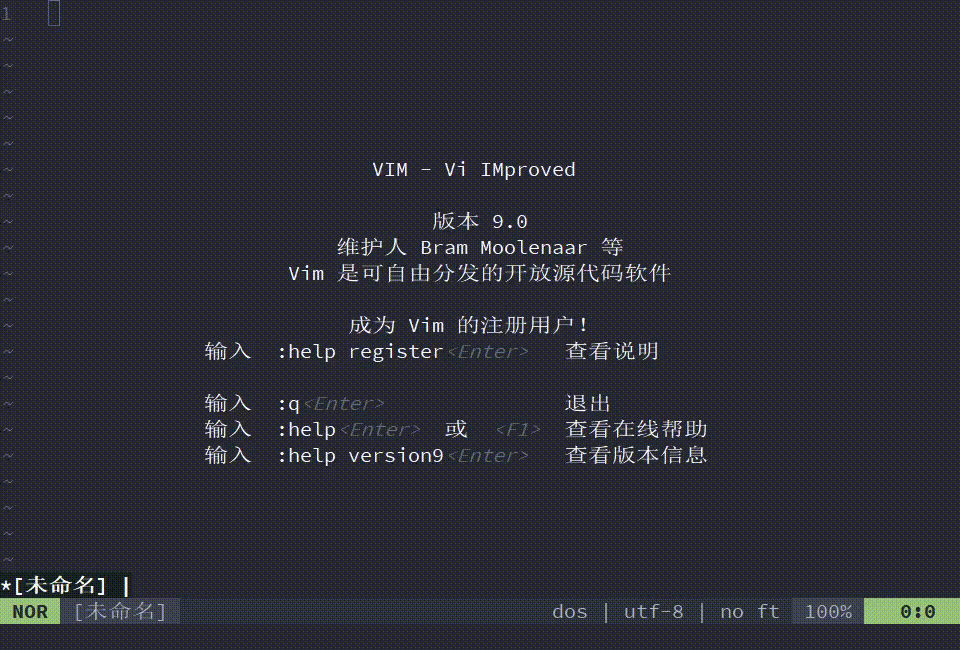 1
~
~
~
~
~
~ VIM - Vi IMproved
~
~ 版本 9.0
~ 维护人 Bram Moolenaar 等
~ Vim 是可自由分发的开放源代码软件
~
~ 成为 Vim 的注册用户!
~ 输入 :help register<Enter> 查看说明
~
~ 输入 :q<Enter> 退出
~ 输入 :help<Enter> 或 <F1> 查看在线帮助
~ 输入 :help version9<Enter> 查看版本信息
~
~
~
~
*[未命名] |
NOR [未命名] dos | utf-8 | no ft 100% 0:0